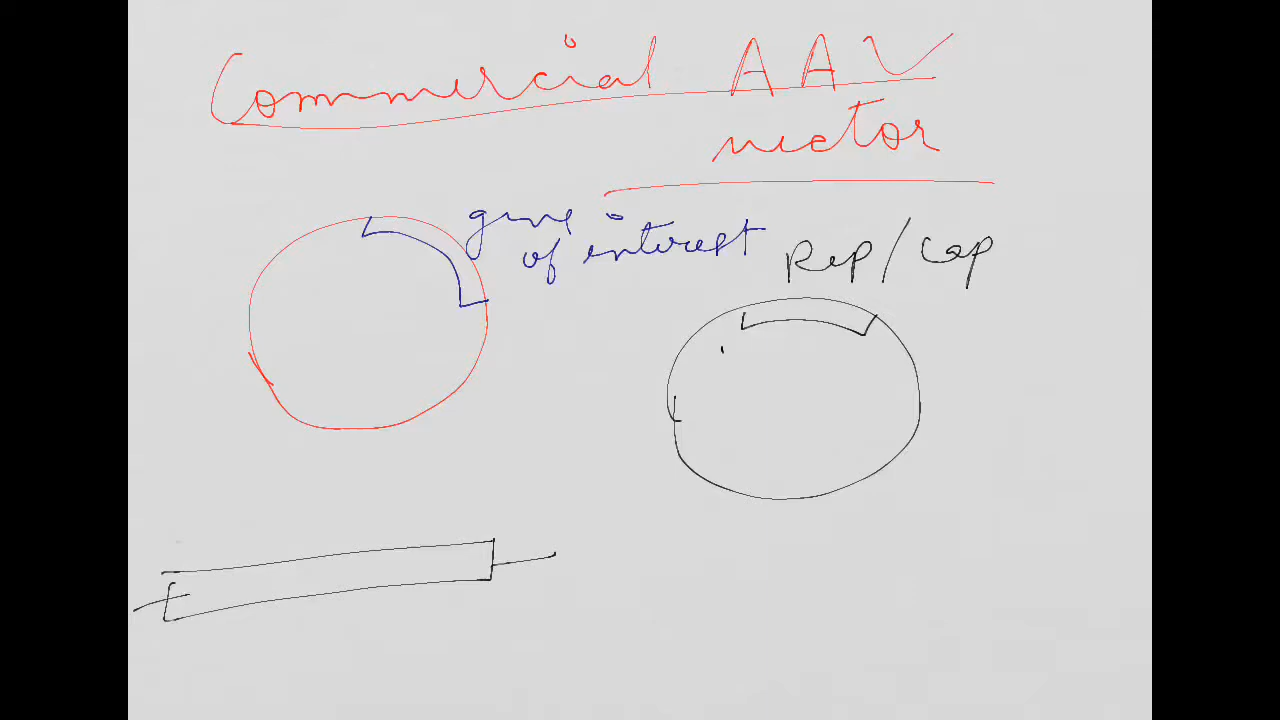 Commercial AAV
vector
gene
of interest
Rep/Cap